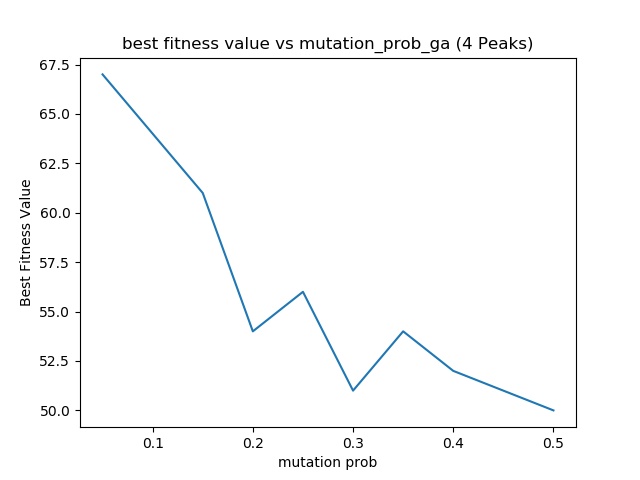 best fitness value vs mutation_prob_ga (4 Peaks)
Best Fitness Value
67.5
65.0
62.5
60.0
57.5
55.0
52.5
50.0
0.1 0.2 0.3 0.4 0.5
mutation prob